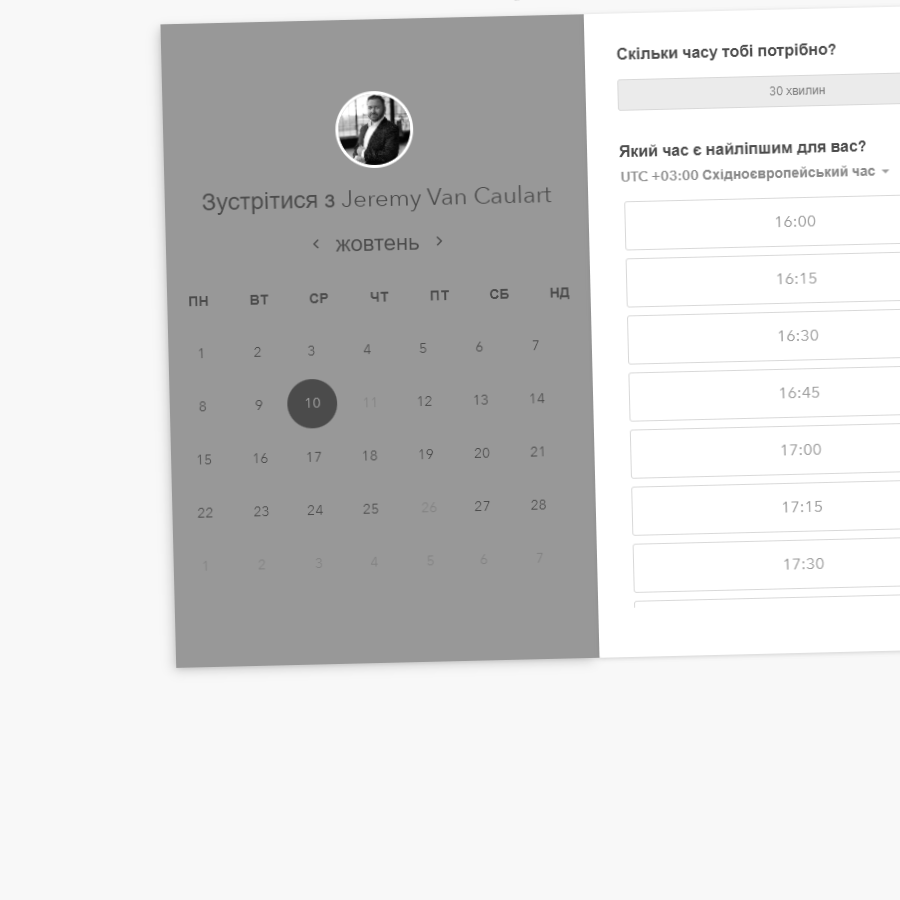 Зустрітися з Jeremy Van Caulart
‹ жовтень ›
ПН ВТ СР ЧТ ПТ СБ НД
1 2 3 4 5 6 7
8 9 10 11 12 13 14
15 16 17 18 19 20 21
22 23 24 25 26 27 28
1 2 3 4 5 6 7
Скільки часу тобі потрібно?
30 хвилин
Який час є найліпшим для вас?
UTC +03:00 Східноєвропейський час
16:00
16:15
16:30
16:45
17:00
17:15
17:30